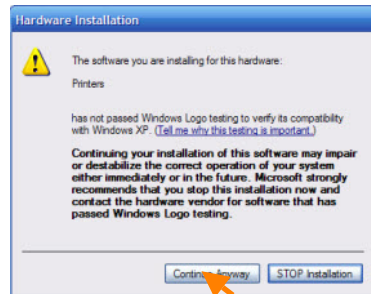 Hardware Installation
The software you are installing for this hardware:
Printers
has not passed Windows Logo testing to verify its compatibility
with Windows XP. (Tell me why this testing is important.)
Continuing your installation of this software may impair
or destabilize the correct operation of your system
either immediately or in the future. Microsoft strongly
recommends that you stop this installation now and
contact the hardware vendor for software that has
passed Windows Logo testing.
Continue Anyway
STOP Installation